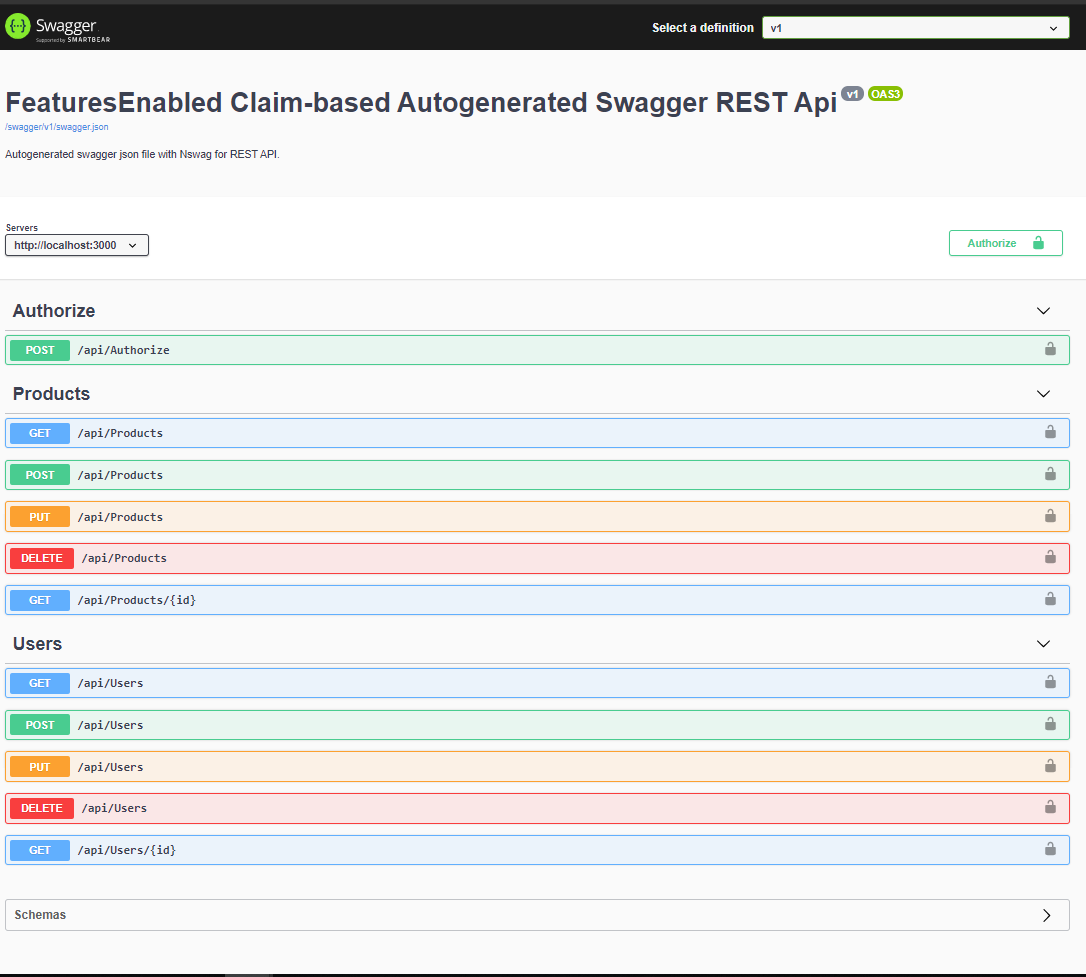 Swagger
Supported by SMARTBEAR
Select a definition
v1
FeaturesEnabled Claim-based Autogenerated Swagger REST Api v1 OAS3
/swagger/v1/swagger.json
Autogenerated swagger json file with Nswag for REST API.
Servers
http://localhost:3000
Authorize
Authorize
POST /api/Authorize
Products
GET /api/Products
POST /api/Products
PUT /api/Products
DELETE /api/Products
GET /api/Products/{id}
Users
GET /api/Users
POST /api/Users
PUT /api/Users
DELETE /api/Users
GET /api/Users/{id}
Schemas